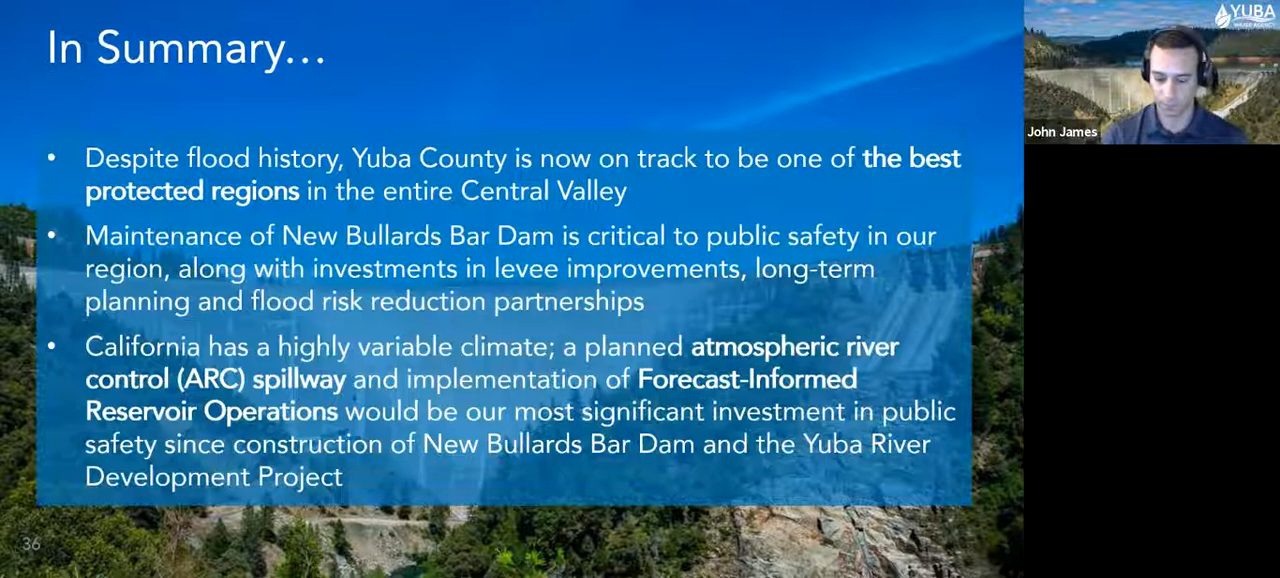 In Summary...
• Despite flood history, Yuba County is now on track to be one of the best
protected regions in the entire Central Valley
• Maintenance of New Bullards Bar Dam is critical to public safety in our
region, along with investments in levee improvements, long-term
planning and flood risk reduction partnerships
• California has a highly variable climate; a planned atmospheric river
control (ARC) spillway and implementation of Forecast-Informed
Reservoir Operations would be our most significant investment in public
safety since construction of New Bullards Bar Dam and the Yuba River
Development Project
36
YUBA
WATER AGENCY
John James